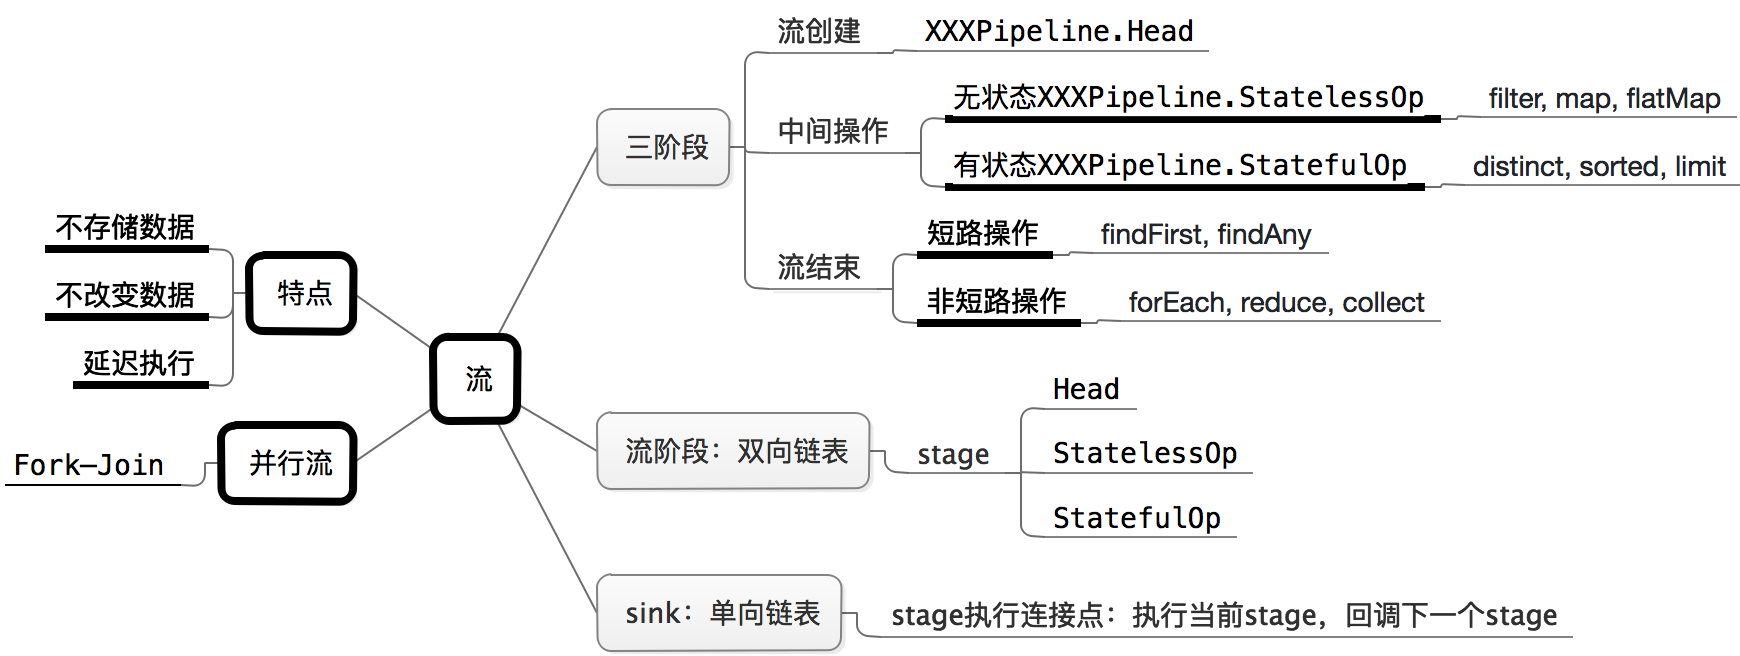 流
特点
不存储数据
不改变数据
延迟执行
并行流
Fork–Join
三阶段
流创建
XXXPipeline.Head
中间操作
无状态XXXPipeline.StatelessOp
filter, map, flatMap
有状态XXXPipeline.StatefulOp
distinct, sorted, limit
流结束
短路操作
findFirst, findAny
非短路操作
forEach, reduce, collect
流阶段：双向链表
stage
Head
StatelessOp
StatefulOp
sink：单向链表
stage执行连接点：执行当前stage，回调下一个stage